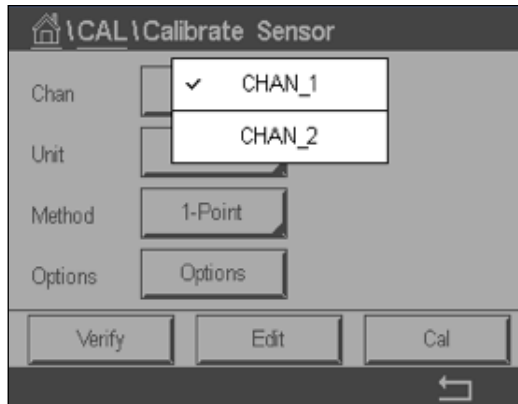 \CAL\Calibrate Sensor
Chan
CHAN_1
CHAN_2
Unit
Method 1-Point
Options Options
Verify Edit Cal